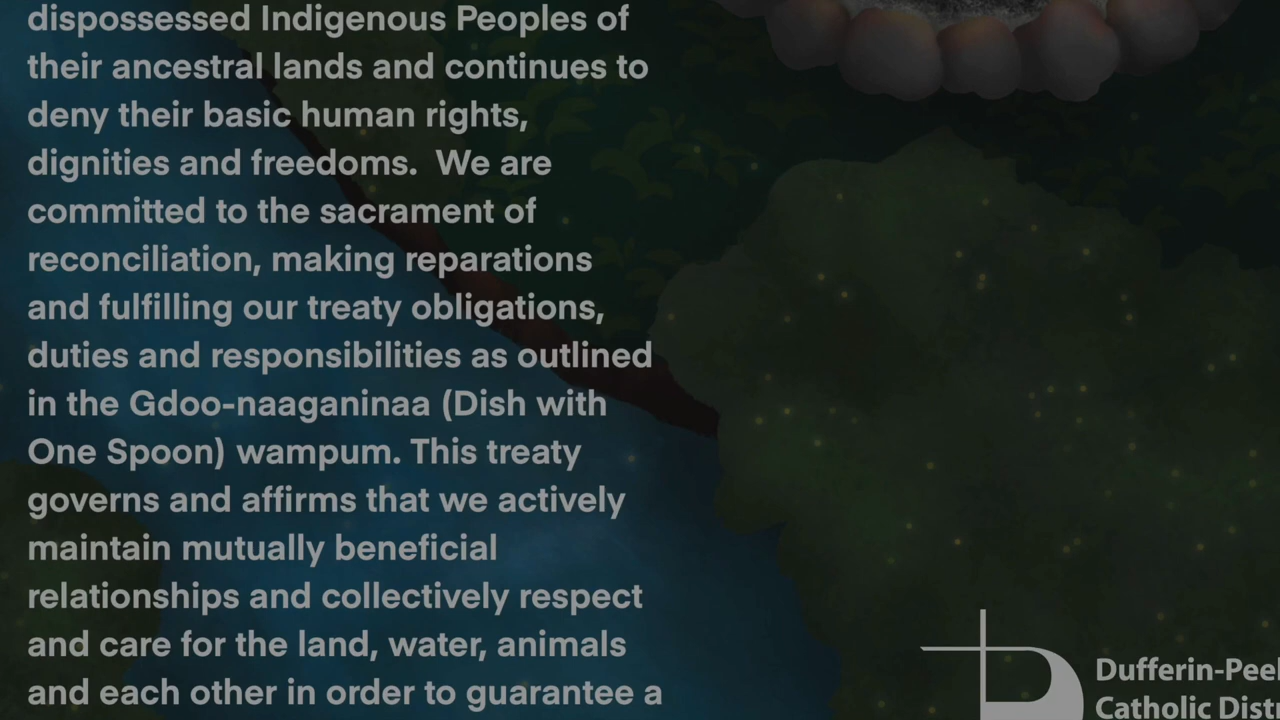 dispossessed Indigenous Peoples of
their ancestral lands and continues to
deny their basic human rights,
dignities and freedoms.  We are
committed to the sacrament of
reconciliation, making reparations
and fulfilling our treaty obligations,
duties and responsibilities as outlined
in the Gdoo-naaganinaa (Dish with
One Spoon) wampum. This treaty
governs and affirms that we actively
maintain mutually beneficial
relationships and collectively respect
and care for the land, water, animals
and each other in order to guarantee a
Dufferin-Peel
Catholic Distr